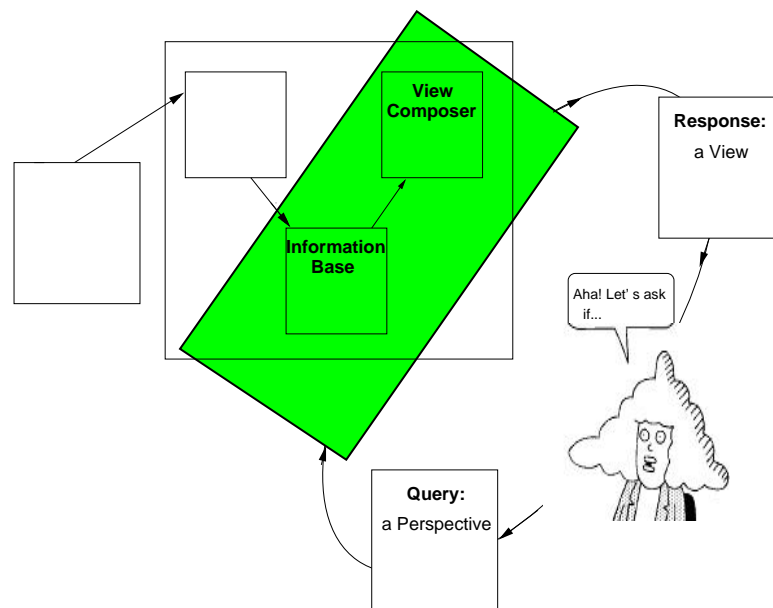 View
Composer
Response:
a View
Information
Base
Aha! Let' s ask
if...
Query:
a Perspective